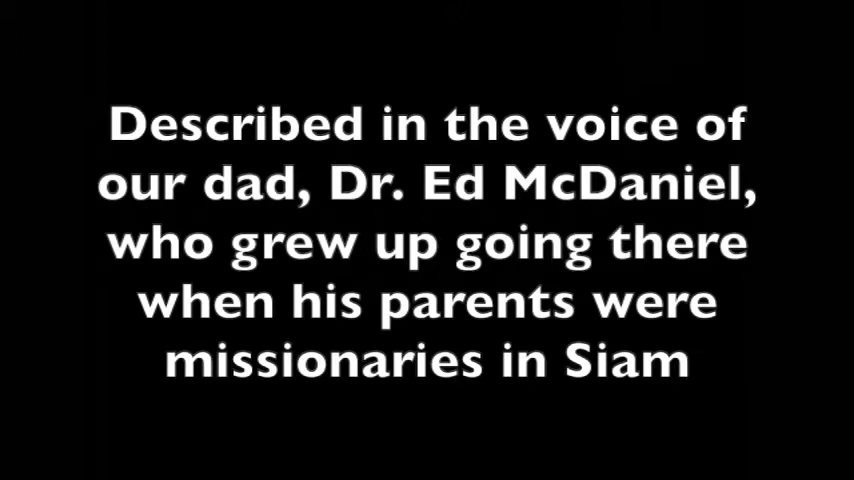 Described in the voice of
our dad, Dr. Ed McDaniel,
who grew up going there
when his parents were
missionaries in Siam